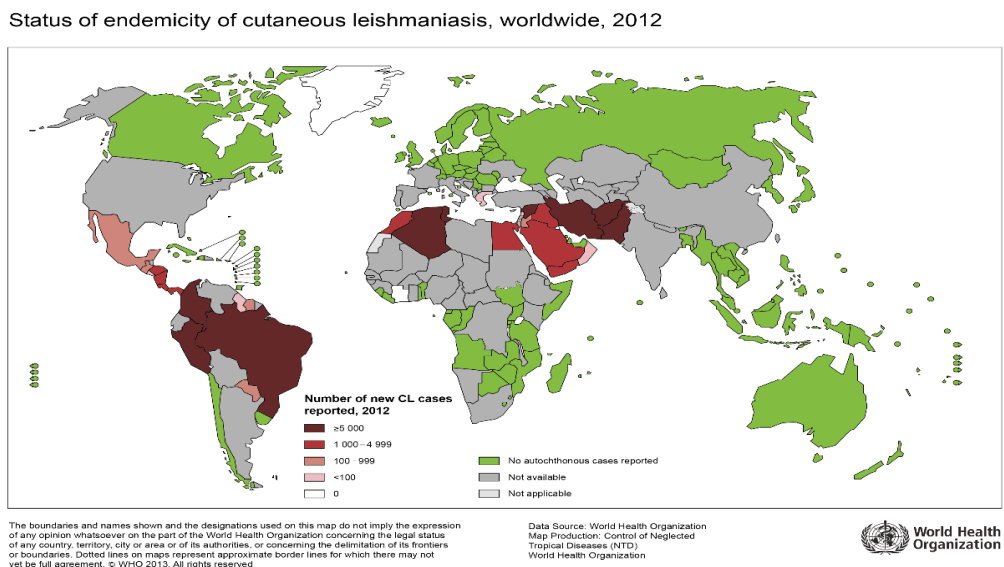 Status of endemicity of cutaneous leishmaniasis, worldwide, 2012
Number of new CL cases
reported, 2012
≥5 000
1 000–4 999
100–999
<100
0
No autochthonous cases reported
Not available
Not applicable
The boundaries and names shown and the designations used on this map do not imply the expression
of any opinion whatsoever on the part of the World Health Organization concerning the legal status
of any country, territory, city or area or of its authorities, or concerning the delimitation of its frontiers
or boundaries. Dotted lines on maps represent approximate border lines for which there may not
yet be full agreement. © WHO 2013. All rights reserved
Data Source: World Health Organization
Map Production: Control of Neglected
Tropical Diseases (NTD)
World Health Organization
World Health
Organization